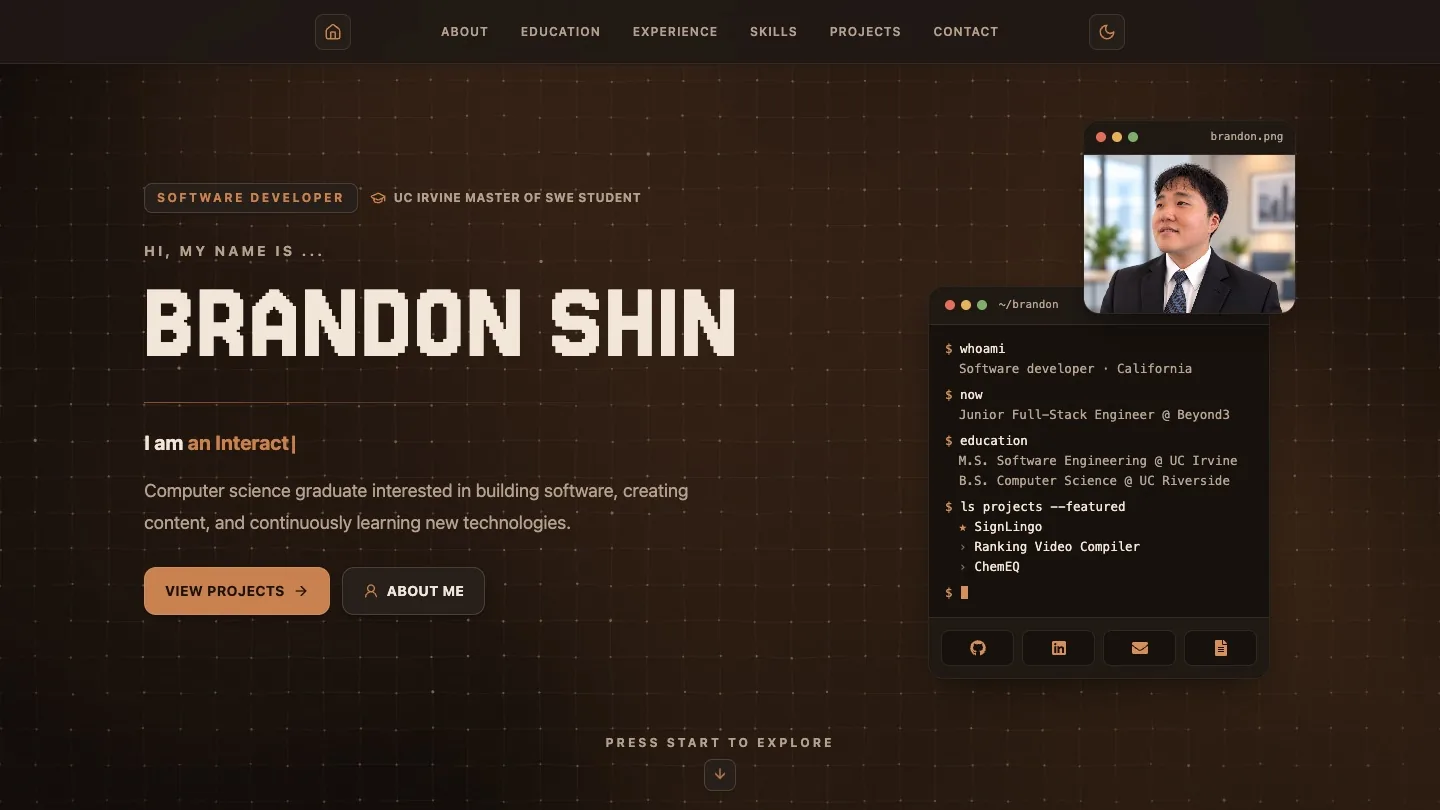 ABOUT EDUCATION EXPERIENCE SKILLS PROJECTS CONTACT
SOFTWARE DEVELOPER UC IRVINE MASTER OF SWE STUDENT
HI, MY NAME IS ...
BRANDON SHIN
I am an Interact|
Computer science graduate interested in building software, creating
content, and continuously learning new technologies.
VIEW PROJECTS → ABOUT ME
brandon.png
~/brandon
$ whoami
Software developer · California
$ now
Junior Full-Stack Engineer @ Beyond3
$ education
M.S. Software Engineering @ UC Irvine
B.S. Computer Science @ UC Riverside
$ ls projects --featured
★ SignLingo
› Ranking Video Compiler
› ChemEQ
$
PRESS START TO EXPLORE